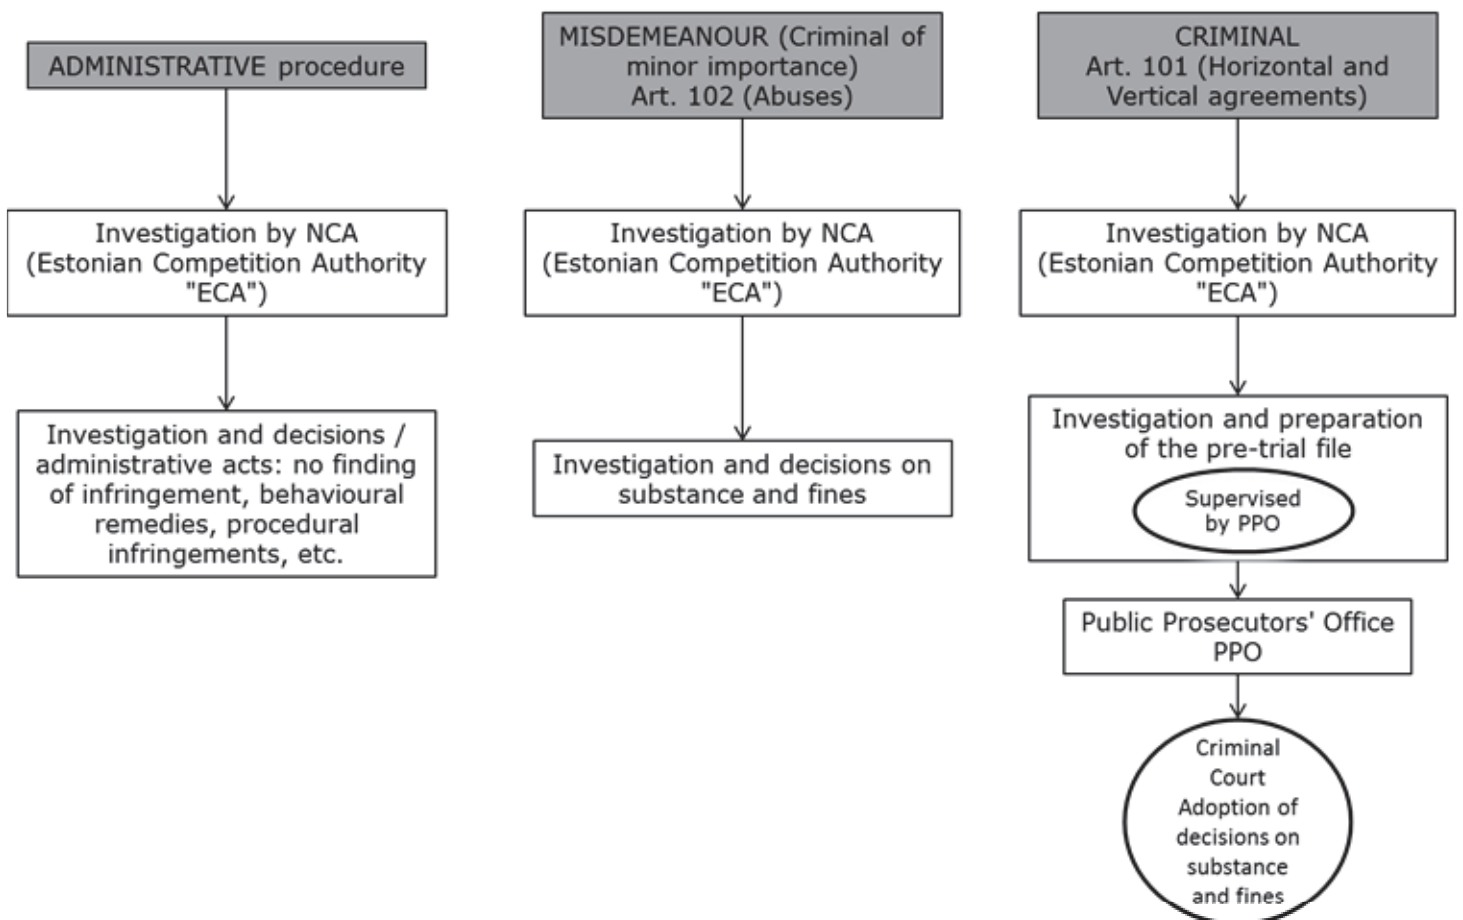 ADMINISTRATIVE procedure
Investigation by NCA
(Estonian Competition Authority
"ECA")
Investigation and decisions /
administrative acts: no finding
of infringement, behavioural
remedies, procedural
infringements, etc.
MISDEMEANOUR (Criminal of
minor importance)
Art. 102 (Abuses)
Investigation by NCA
(Estonian Competition Authority
"ECA")
Investigation and decisions on
substance and fines
CRIMINAL
Art. 101 (Horizontal and
Vertical agreements)
Investigation by NCA
(Estonian Competition Authority
"ECA")
Investigation and preparation
of the pre-trial file
Supervised
by PPO
Public Prosecutors' Office
PPO
Criminal
Court
Adoption of
decisions on
substance
and fines